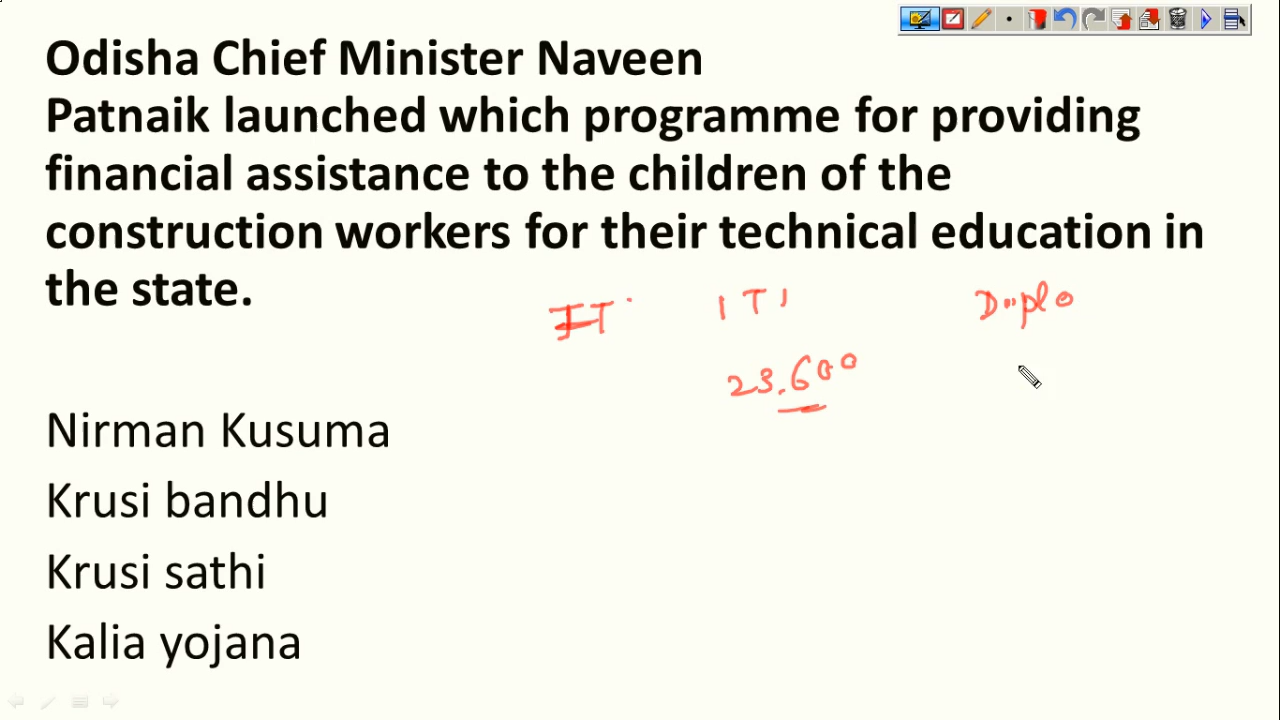 Odisha Chief Minister Naveen
Patnaik launched which programme for providing
financial assistance to the children of the
construction workers for their technical education in
the state.
ITI Diplo
23.600
Nirman Kusuma
Krusi bandhu
Krusi sathi
Kalia yojana